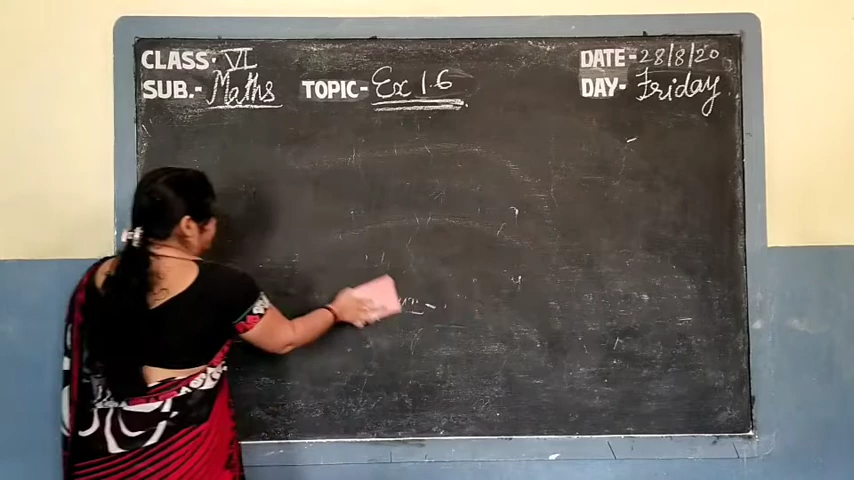 CLASS- VI
SUB.- Maths
TOPIC- Ex 1.6
DATE- 28/8/20
DAY- Friday